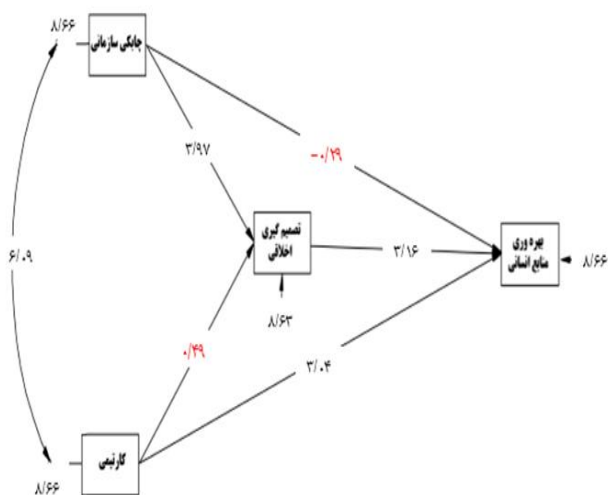 ۸/۶۶
چابکی سازمانی
۳/۹۷
-۰/۲۹
۶/۰۹
تصمیم گیری
اخلاقی
۳/۱۶
بهره وری
منابع انسانی
۸/۶۶
۸/۶۳
۰/۴۹
۳/۰۴
کارتیمی
۸/۶۶